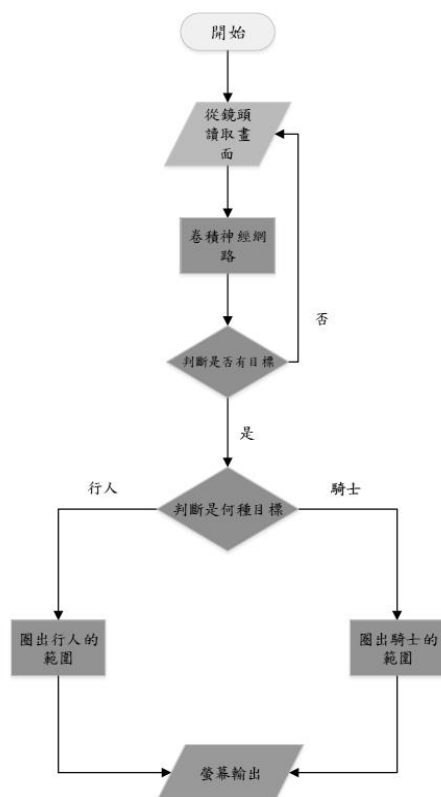 開始
從鏡頭
讀取畫
面
卷積神經網
路
否
判斷是否有目標
是
行人
騎士
判斷是何種目標
圈出行人的
範圍
圈出騎士的
範圍
螢幕輸出